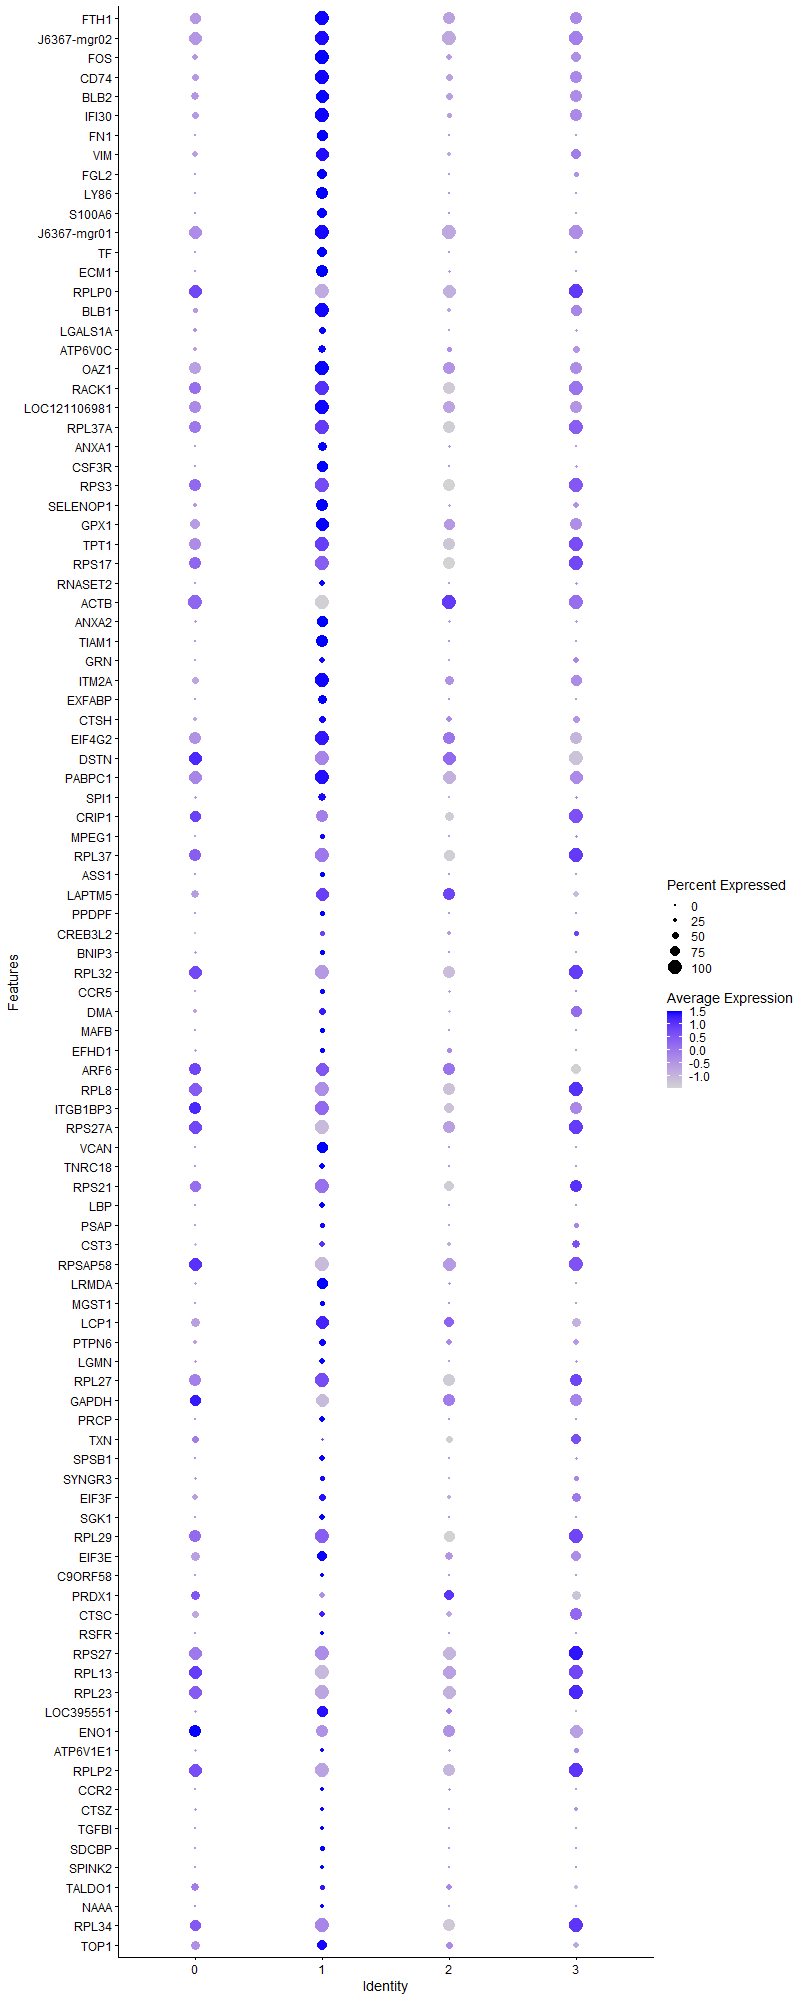 FTH1
J6367-mgr02
FOS
CD74
BLB2
IFI30
FN1
VIM
FGL2
LY86
S100A6
J6367-mgr01
TF
ECM1
RPLP0
BLB1
LGALS1A
ATP6V0C
OAZ1
RACK1
LOC121106981
RPL37A
ANXA1
CSF3R
RPS3
SELENOP1
GPX1
TPT1
RPS17
RNASET2
ACTB
ANXA2
TIAM1
GRN
ITM2A
EXFABP
CTSH
EIF4G2
DSTN
PABPC1
SPI1
CRIP1
MPEG1
RPL37
ASS1
LAPTM5
PPDPF
CREB3L2
BNIP3
RPL32
CCR5
DMA
MAFB
EFHD1
ARF6
RPL8
ITGB1BP3
RPS27A
VCAN
TNRC18
RPS21
LBP
PSAP
CST3
RPSAP58
LRMDA
MGST1
LCP1
PTPN6
LGMN
RPL27
GAPDH
PRCP
TXN
SPSB1
SYNGR3
EIF3F
SGK1
RPL29
EIF3E
C9ORF58
PRDX1
CTSC
RSFR
RPS27
RPL13
RPL23
LOC395551
ENO1
ATP6V1E1
RPLP2
CCR2
CTSZ
TGFBI
SDCBP
SPINK2
TALDO1
NAAA
RPL34
TOP1
Features
0 1 2 3
Identity
Percent Expressed
0
25
50
75
100
Average Expression
1.5
1.0
0.5
0.0
-0.5
-1.0